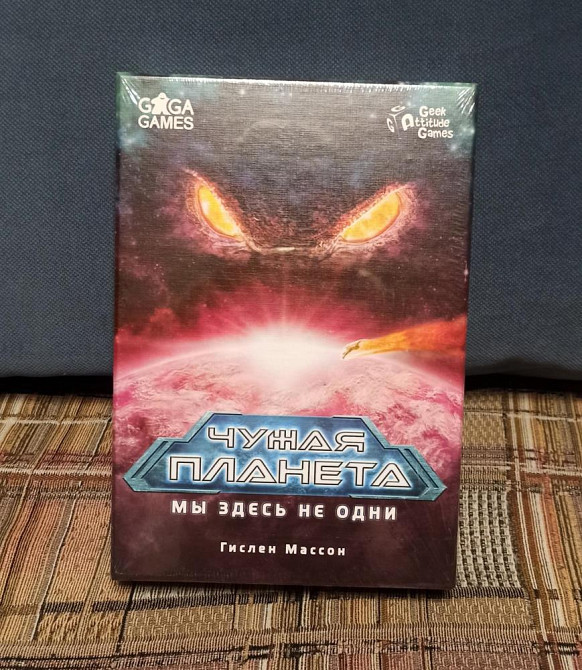 GAGA
GAMES
Geek
Attitude
Games
ЧУЖАЯ
ПЛАНЕТА
МЫ ЗДЕСЬ НЕ ОДНИ
Гислен Массон